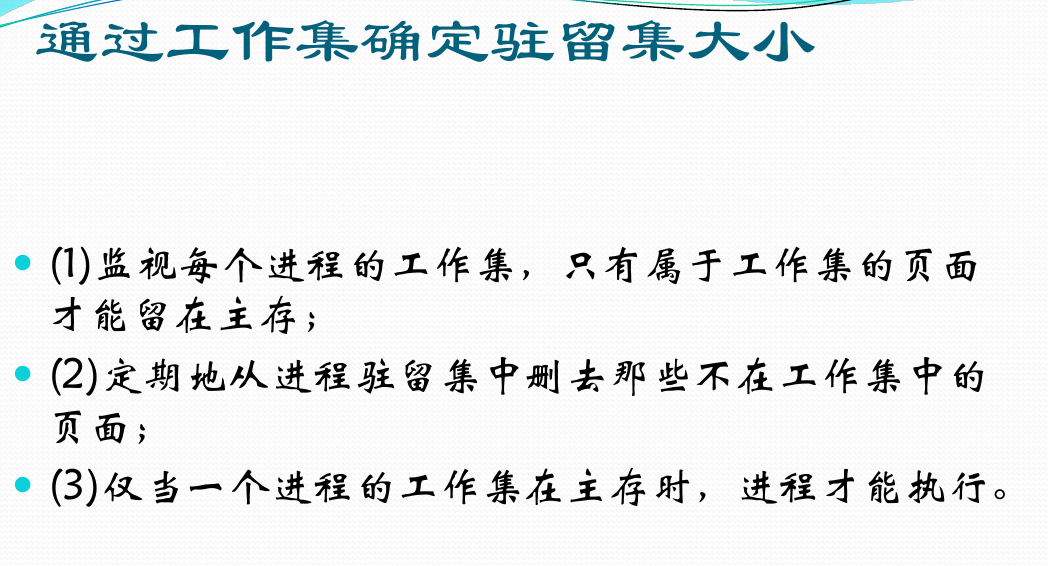 通过工作集确定驻留集大小
(1)监视每个进程的工作集，只有属于工作集的页面
才能留在主存；
(2)定期地从进程驻留集中删去那些不在工作集中的
页面；
(3)仅当一个进程的工作集在主存时，进程才能执行。